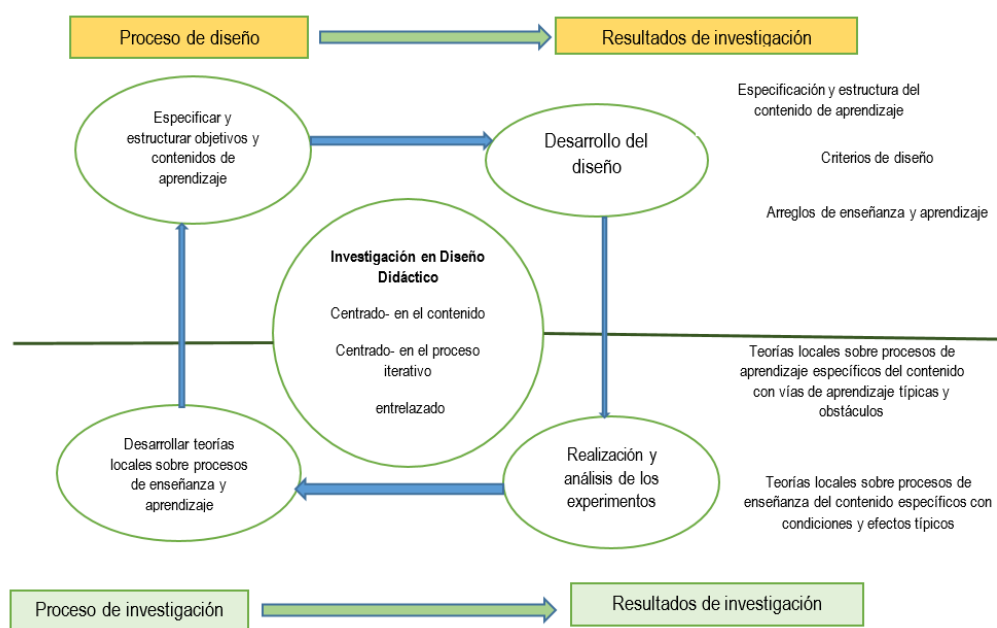 Proceso de diseño
Resultados de investigación
Especificar y
estructurar objetivos y
contenidos de
aprendizaje
Desarrollo del
diseño
Especificación y estructura del
contenido de aprendizaje
Criterios de diseño
Arreglos de enseñanza y aprendizaje
Investigación en Diseño
Didáctico
Centrado- en el contenido
Centrado- en el proceso
iterativo
entrelazado
Teorías locales sobre procesos de
aprendizaje específicos del contenido
con vías de aprendizaje típicas y
obstáculos
Desarrollar teorías
locales sobre procesos
de enseñanza y
aprendizaje
Realización y
análisis de los
experimentos
Teorías locales sobre procesos de
enseñanza del contenido específicos con
condiciones y efectos típicos
Proceso de investigación
Resultados de investigación